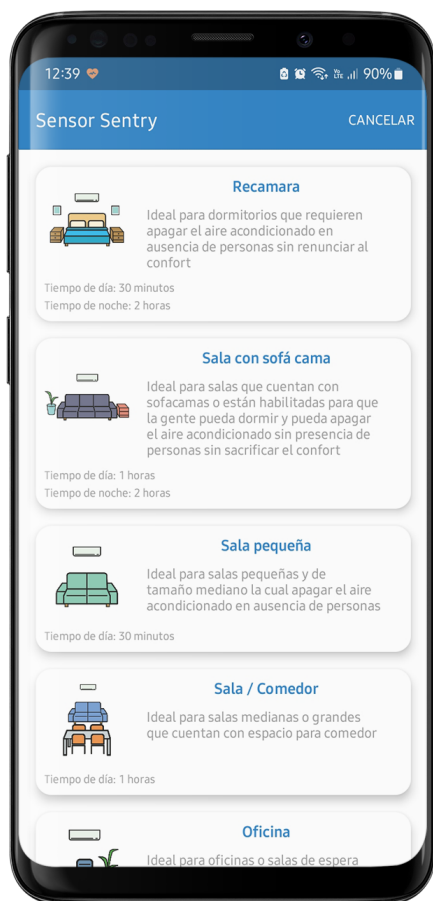 12:39
90%
Sensor Sentry
CANCELAR
Recamara
Ideal para dormitorios que requieren
apagar el aire acondicionado en
ausencia de personas sin renunciar al
confort
Tiempo de día: 30 minutos
Tiempo de noche: 2 horas
Sala con sofá cama
Ideal para salas que cuentan con
sofacamas o están habilitadas para que
la gente pueda dormir y pueda apagar
el aire acondicionado sin presencia de
personas sin sacrificar el confort
Tiempo de día: 1 horas
Tiempo de noche: 2 horas
Sala pequeña
Ideal para salas pequeñas y de
tamaño mediano la cual apagar el aire
acondicionado en ausencia de personas
Tiempo de día: 30 minutos
Sala / Comedor
Ideal para salas medianas o grandes
que cuentan con espacio para comedor
Tiempo de día: 1 horas
Oficina
Ideal para oficinas o salas de espera